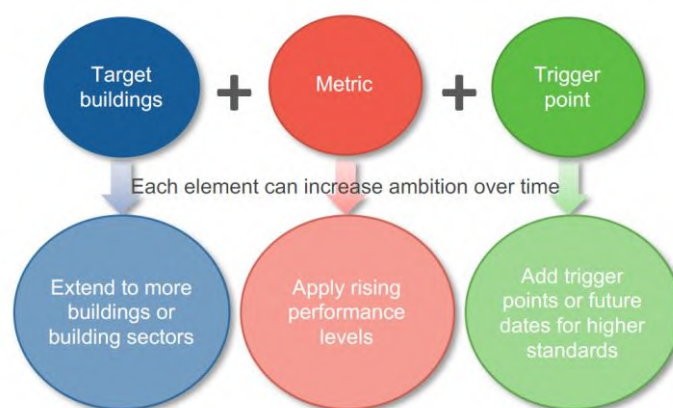 Target
buildings
+
Metric
+
Trigger
point
Each element can increase ambition over time
Extend to more
buildings or
building sectors
Apply rising
performance
levels
Add trigger
points or future
dates for higher
standards